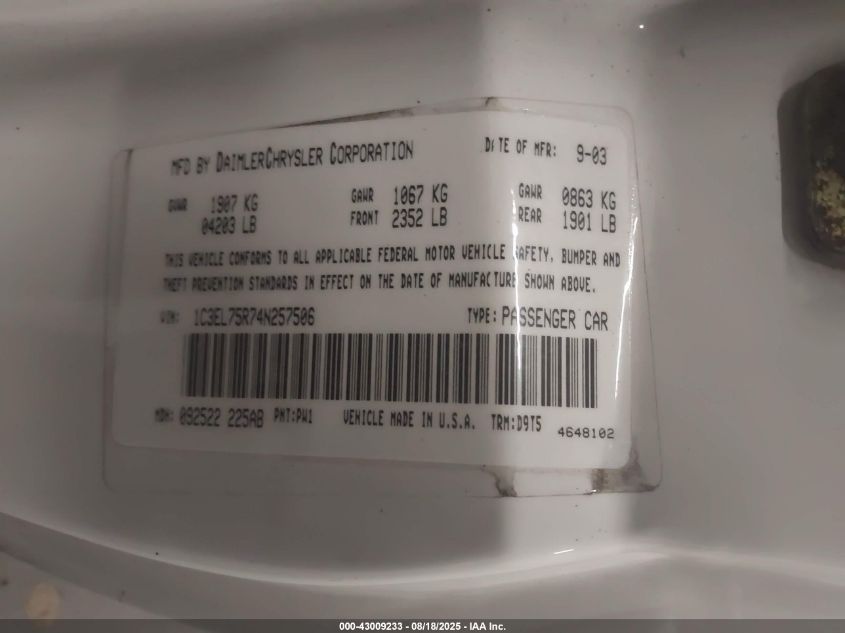 MFD BY DAIMLERCHRYSLER CORPORATION DATE OF MFR: 9-03
GVWR 1907 KG GAWR 1067 KG GAWR 0863 KG
04203 LB FRONT 2352 LB REAR 1901 LB
THIS VEHICLE CONFORMS TO ALL APPLICABLE FEDERAL MOTOR VEHICLE SAFETY, BUMPER AND
THEFT PREVENTION STANDARDS IN EFFECT ON THE DATE OF MANUFACTURE SHOWN ABOVE.
VIN: 1C3EL75R74N257506 TYPE: PASSENGER CAR
MDH: 092522 225AB PNT:PW1 VEHICLE MADE IN U.S.A. TRM:D9T5 4648102
000-43009233 - 08/18/2025 - IAA Inc.